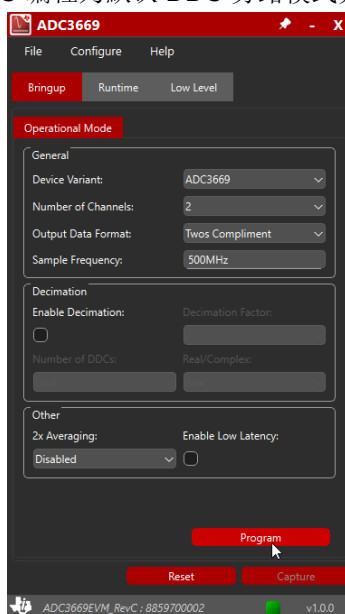 DDC
ADC3669 - X
File Configure Help
Bringup Runtime Low Level
Operational Mode
General
Device Variant: ADC3669
Number of Channels: 2
Output Data Format: Twos Compliment
Sample Frequency: 500MHz
Decimation
Enable Decimation: Decimation Factor:
Number of DDCs: Real/Complex:
Other
2x Averaging: Enable Low Latency:
Disabled
Program
Reset Capture
ADC3669EVM_RevC : 8859700002 v1.0.0